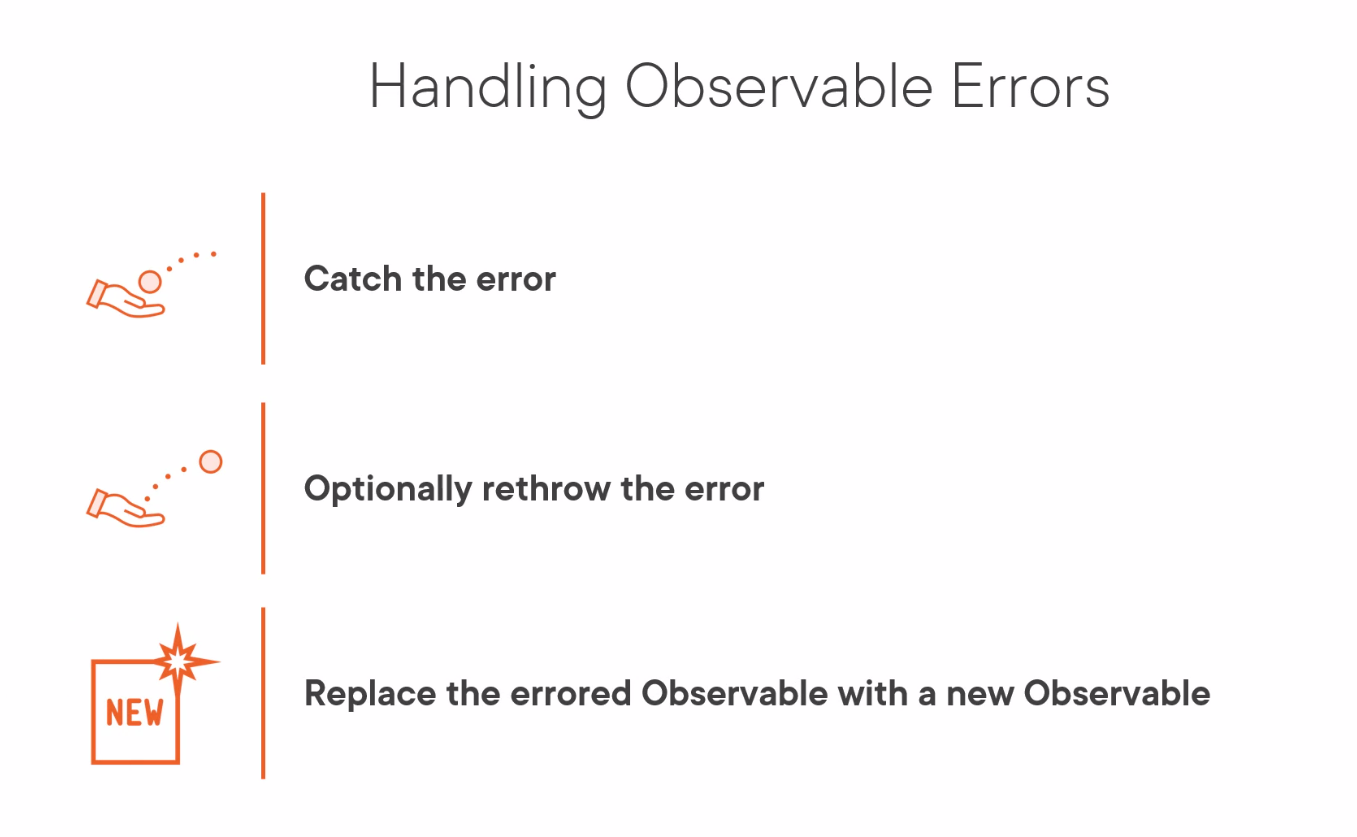 Handling Observable Errors
Catch the error
Optionally rethrow the error
NEW
Replace the errored Observable with a new Observable